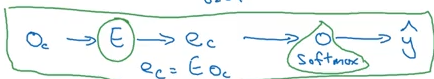 O_c → E → e_c → O → ŷ
softmax
e_c = E O_c